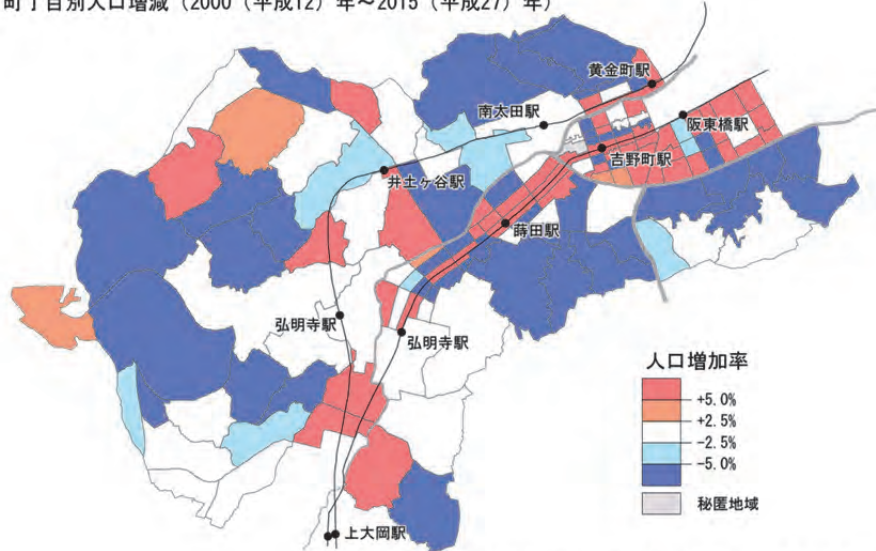 町丁目別人口増減（2000（平成12）年～2015（平成27）年）
黄金町駅
南太田駅
阪東橋駅
吉野町駅
井土ヶ谷駅
蒔田駅
弘明寺駅
弘明寺駅
人口増加率
+5.0%
+2.5%
-2.5%
-5.0%
秘匿地域
上大岡駅